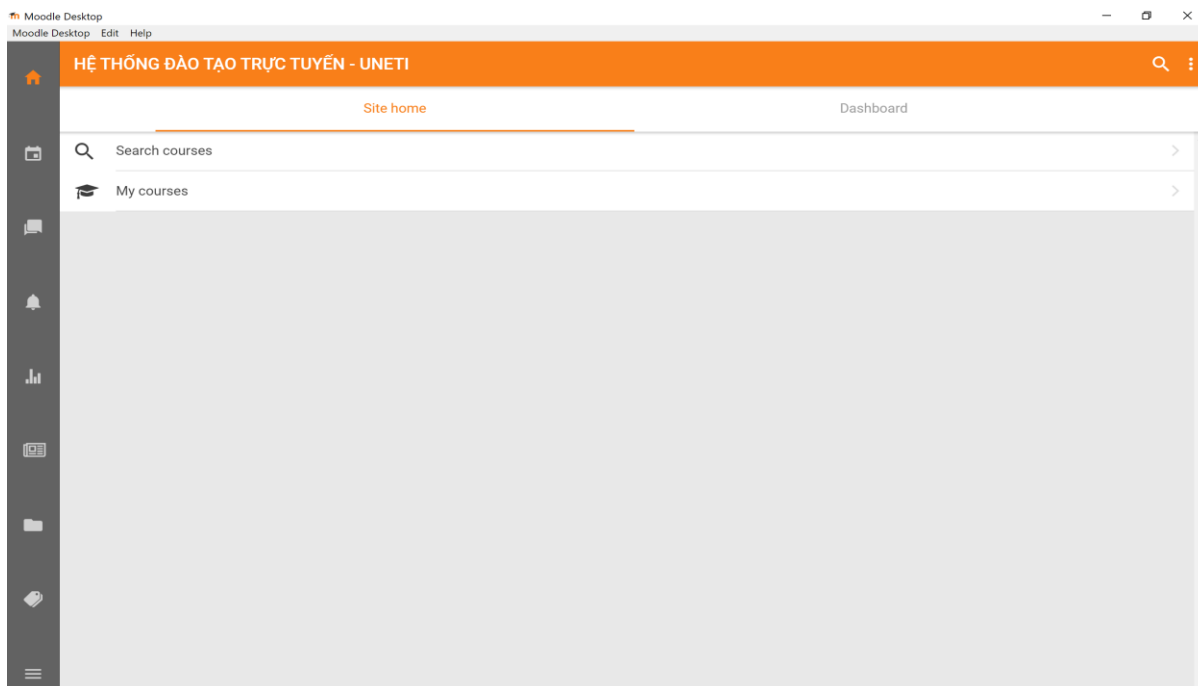 Moodle Desktop
Moodle Desktop Edit Help
HỆ THỐNG ĐÀO TẠO TRỰC TUYẾN - UNETI
Site home Dashboard
Search courses
My courses